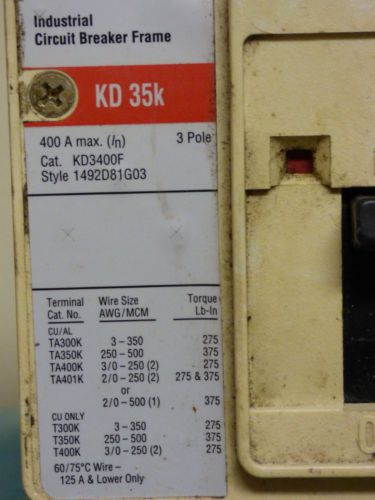 Industrial
Circuit Breaker Frame
KD 35k
400 A max. (In) 3 Pole
Cat. KD3400F
Style 1492D81G03
Terminal Wire Size Torque
Cat. No. AWG/MCM Lb-In
CU/AL
TA300K 3–350 275
TA350K 250–500 375
TA400K 3/0–250 (2) 275
TA401K 2/0–250 (2) 275 & 375
or
2/0–500 (1) 375
CU ONLY
T300K 3–350 275
T350K 250–500 375
T400K 3/0–250 (2) 275
60/75°C Wire –
125 A & Lower Only